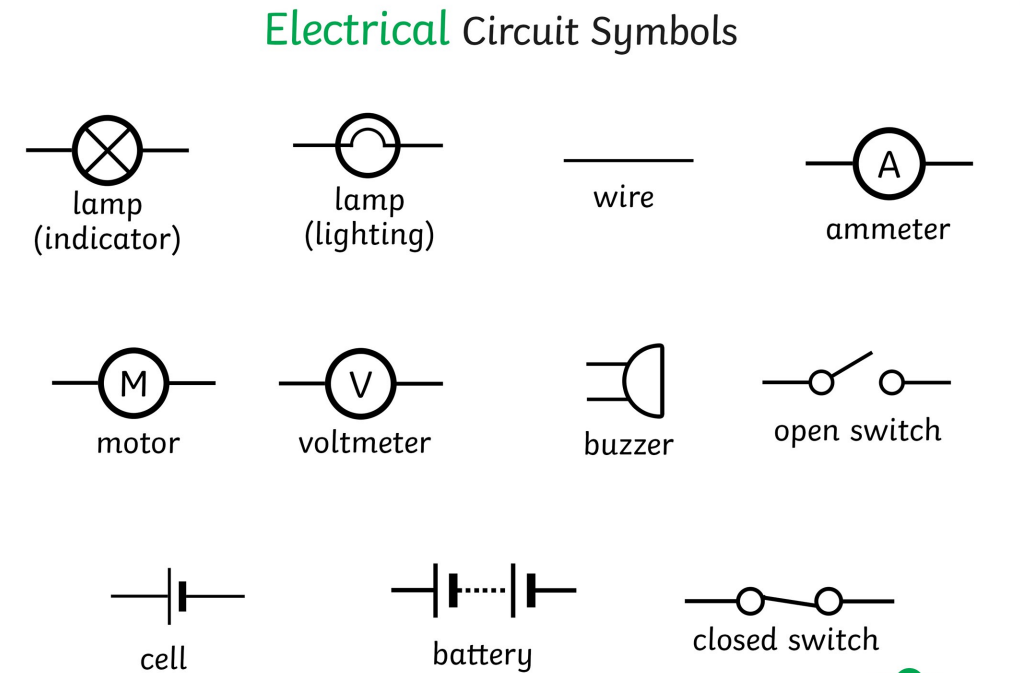 Electrical Circuit Symbols
lamp
(indicator)
lamp
(lighting)
wire
A
ammeter
M
motor
V
voltmeter
buzzer
open switch
cell
battery
closed switch